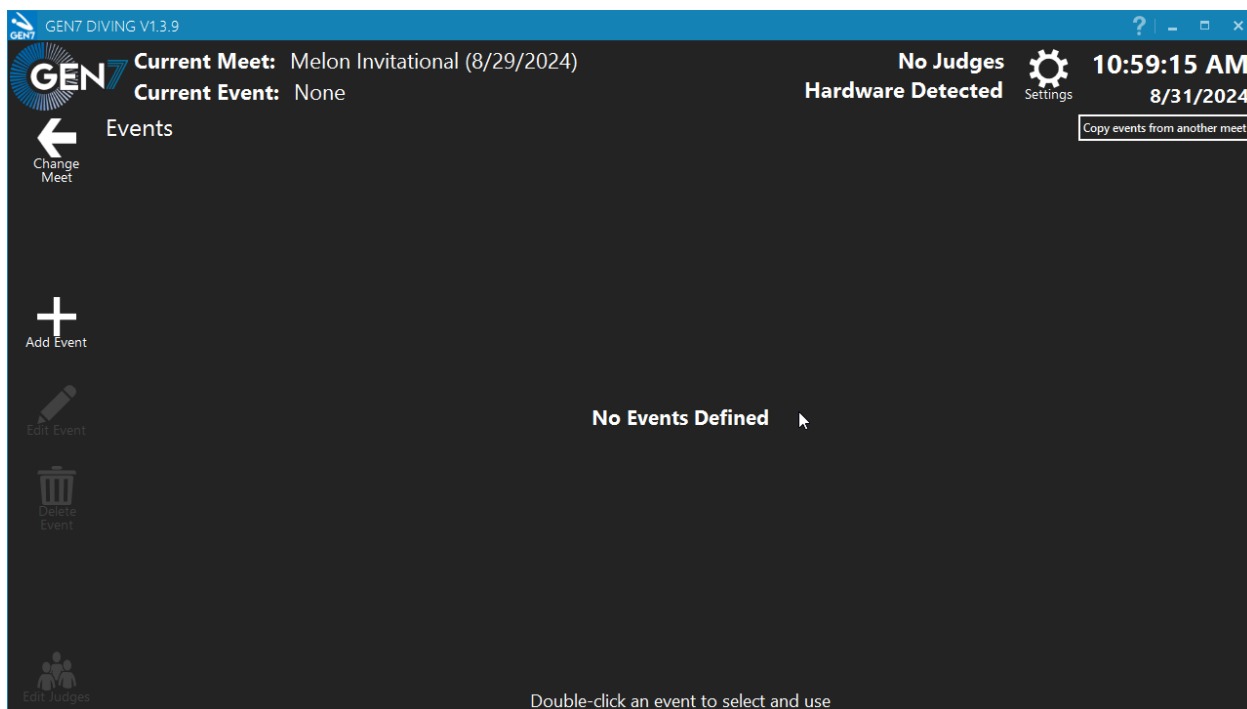 GEN7 GEN7 DIVING V1.3.9
?
GEN7
Current Meet: Melon Invitational (8/29/2024)
Current Event: None
No Judges
Hardware Detected
Settings
10:59:15 AM
8/31/2024
Change
Meet
Events
Copy events from another meet
Add Event
Edit Event
No Events Defined
Delete
Event
Edit Judges
Double-click an event to select and use